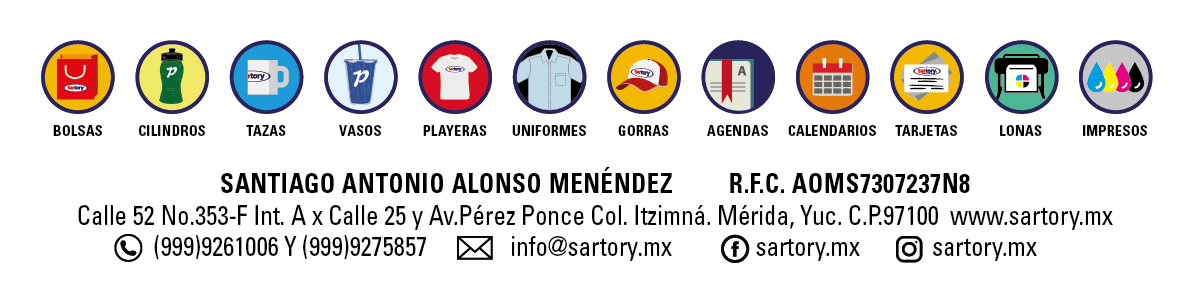 BOLSAS CILINDROS TAZAS VASOS PLAYERAS UNIFORMES GORRAS AGENDAS CALENDARIOS TARJETAS LONAS IMPRESOS
SANTIAGO ANTONIO ALONSO MENÉNDEZ R.F.C. AOMS7307237N8
Calle 52 No.353-F Int. A x Calle 25 y Av.Pérez Ponce Col. Itzimná. Mérida, Yuc. C.P.97100 www.sartory.mx
(999)9261006 Y (999)9275857 info@sartory.mx sartory.mx sartory.mx